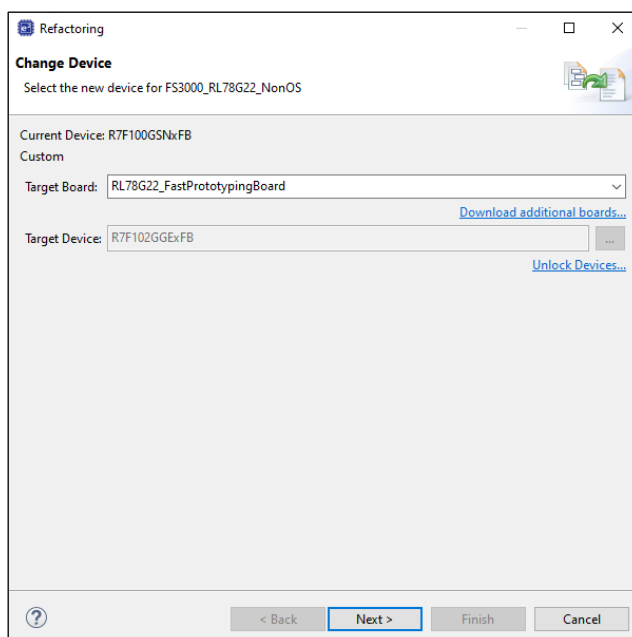 Refactoring
Change Device
Select the new device for FS3000_RL78G22_NonOS
Current Device: R7F100GSNxFB
Custom
Target Board: RL78G22_FastPrototypingBoard
Download additional boards...
Target Device: R7F102GGExFB ...
Unlock Devices...
? < Back Next > Finish Cancel